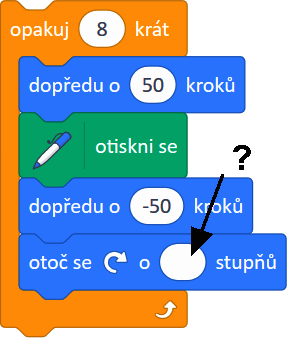 opakuj 8 krát
dopředu o 50 kroků
otiskni se
?
dopředu o -50 kroků
otoč se o stupňů